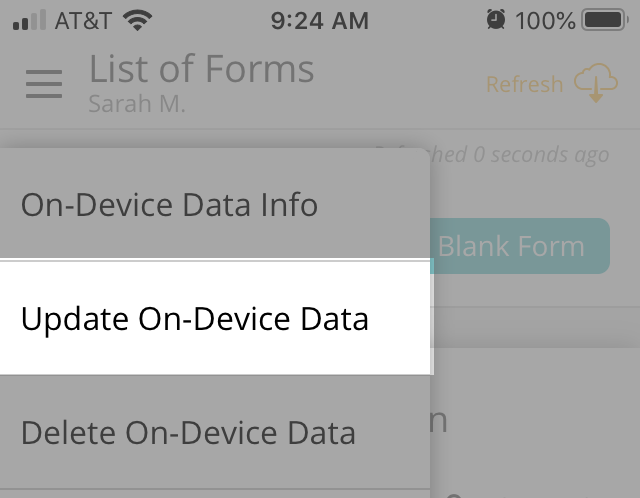 AT&T 9:24 AM 100%
List of Forms
Sarah M.
Refresh
0 seconds ago
On-Device Data Info
Blank Form
Update On-Device Data
Delete On-Device Data